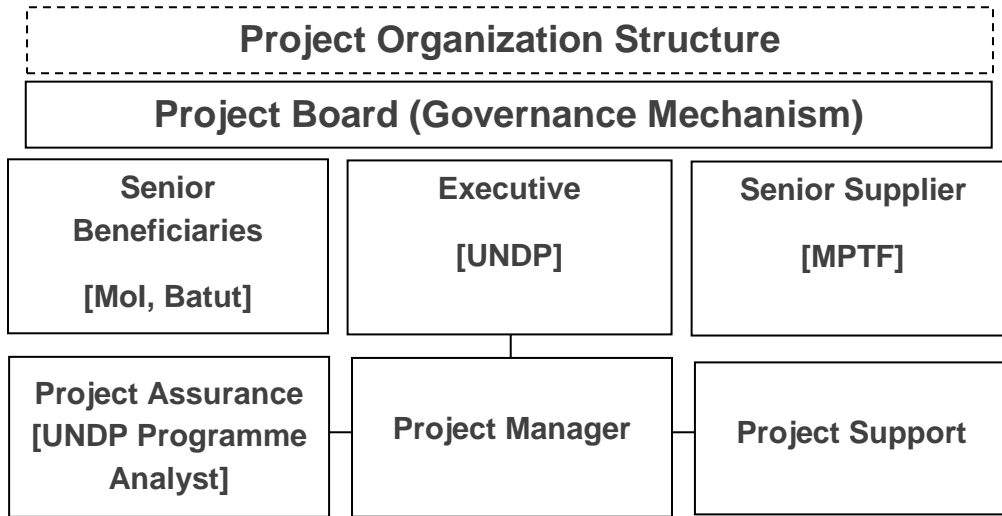 Project Organization Structure
Project Board (Governance Mechanism)
Senior
Beneficiaries
[MoI, Batut]
Executive
[UNDP]
Senior Supplier
[MPTF]
Project Assurance
[UNDP Programme
Analyst]
Project Manager
Project Support